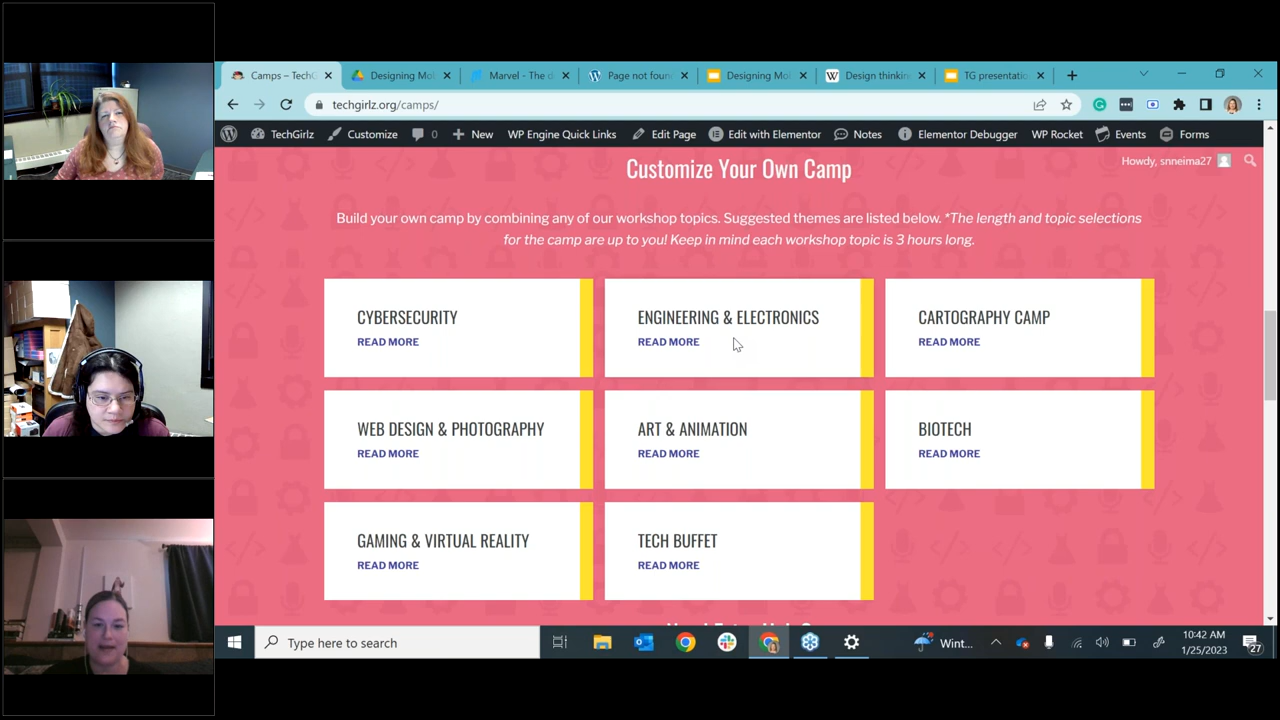 Camps – TechG
Designing Mol
Marvel - The d
Page not foun
Designing Mo
Design thinkin
TG presentatio
techgirlz.org/camps/
TechGirlz
Customize
0
New
WP Engine Quick Links
Edit Page
Edit with Elementor
Notes
Elementor Debugger
WP Rocket
Events
Forms
Howdy, snneima27
Customize Your Own Camp
Build your own camp by combining any of our workshop topics. Suggested themes are listed below. *The length and topic selections
for the camp are up to you! Keep in mind each workshop topic is 3 hours long.
CYBERSECURITY
READ MORE
ENGINEERING & ELECTRONICS
READ MORE
CARTOGRAPHY CAMP
READ MORE
WEB DESIGN & PHOTOGRAPHY
READ MORE
ART & ANIMATION
READ MORE
BIOTECH
READ MORE
GAMING & VIRTUAL REALITY
READ MORE
TECH BUFFET
READ MORE
Type here to search
Wint...
10:42 AM
1/25/2023
27